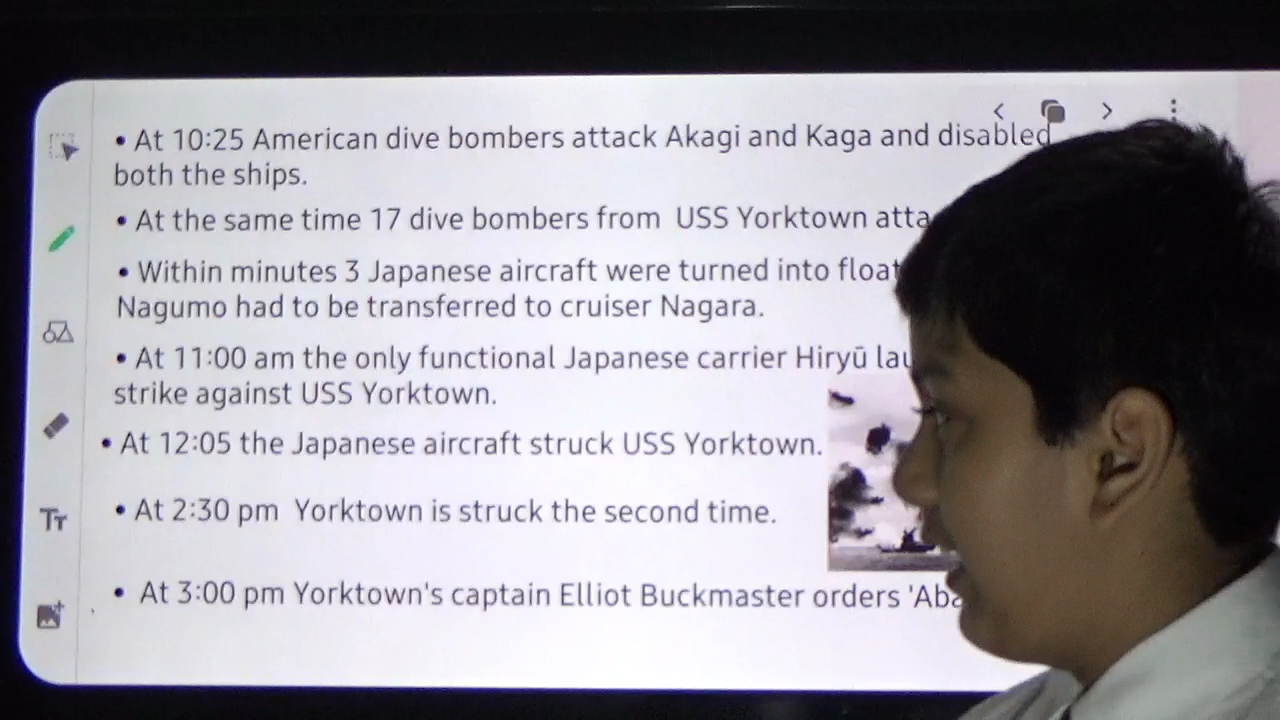 • At 10:25 American dive bombers attack Akagi and Kaga and disabled
both the ships.
• At the same time 17 dive bombers from USS Yorktown
• Within minutes 3 Japanese aircraft were turned into
Nagumo had to be transferred to cruiser Nagara.
• At 11:00 am the only functional Japanese carrier Hiryū
strike against USS Yorktown.
• At 12:05 the Japanese aircraft struck USS Yorktown.
• At 2:30 pm Yorktown is struck the second time.
• At 3:00 pm Yorktown's captain Elliot Buckmaster orders
Tт